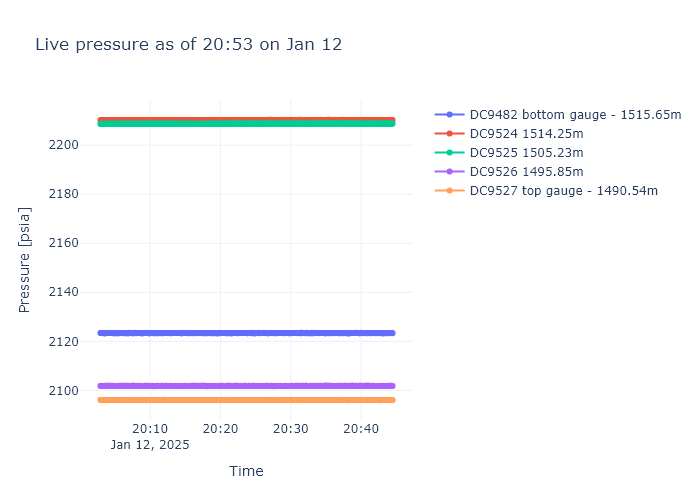 Live pressure as of 20:53 on Jan 12
DC9482 bottom gauge - 1515.65m
DC9524 1514.25m
DC9525 1505.23m
DC9526 1495.85m
DC9527 top gauge - 1490.54m
Pressure [psia]
2200
2180
2160
2140
2120
2100
20:10 20:20 20:30 20:40
Jan 12, 2025
Time